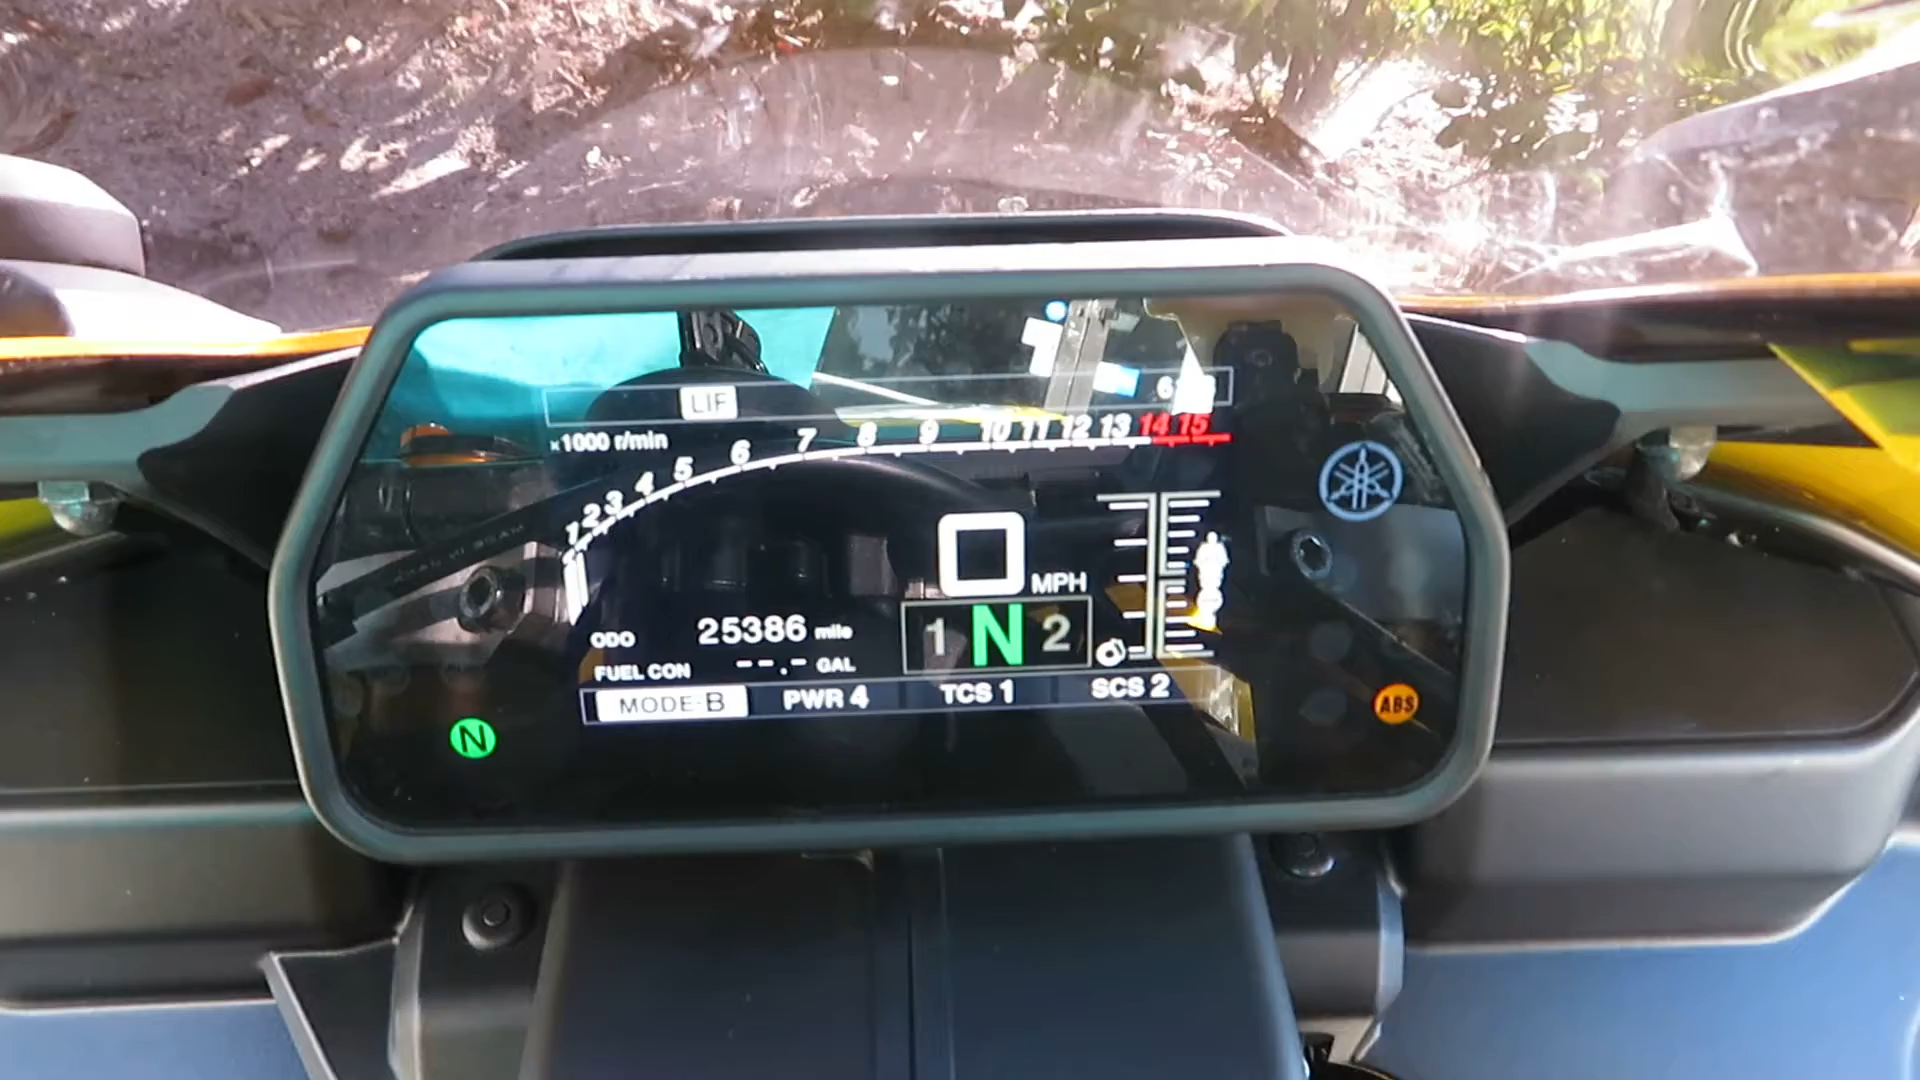 LIF
×1000 r/min
1 2 3 4 5 6 7 8 9 10 11 12 13 14 15
0 MPH
ODO 25386 mile
1 N 2
FUEL CON --.- GAL
MODE-B PWR 4 TCS 1 SCS 2
N
ABS